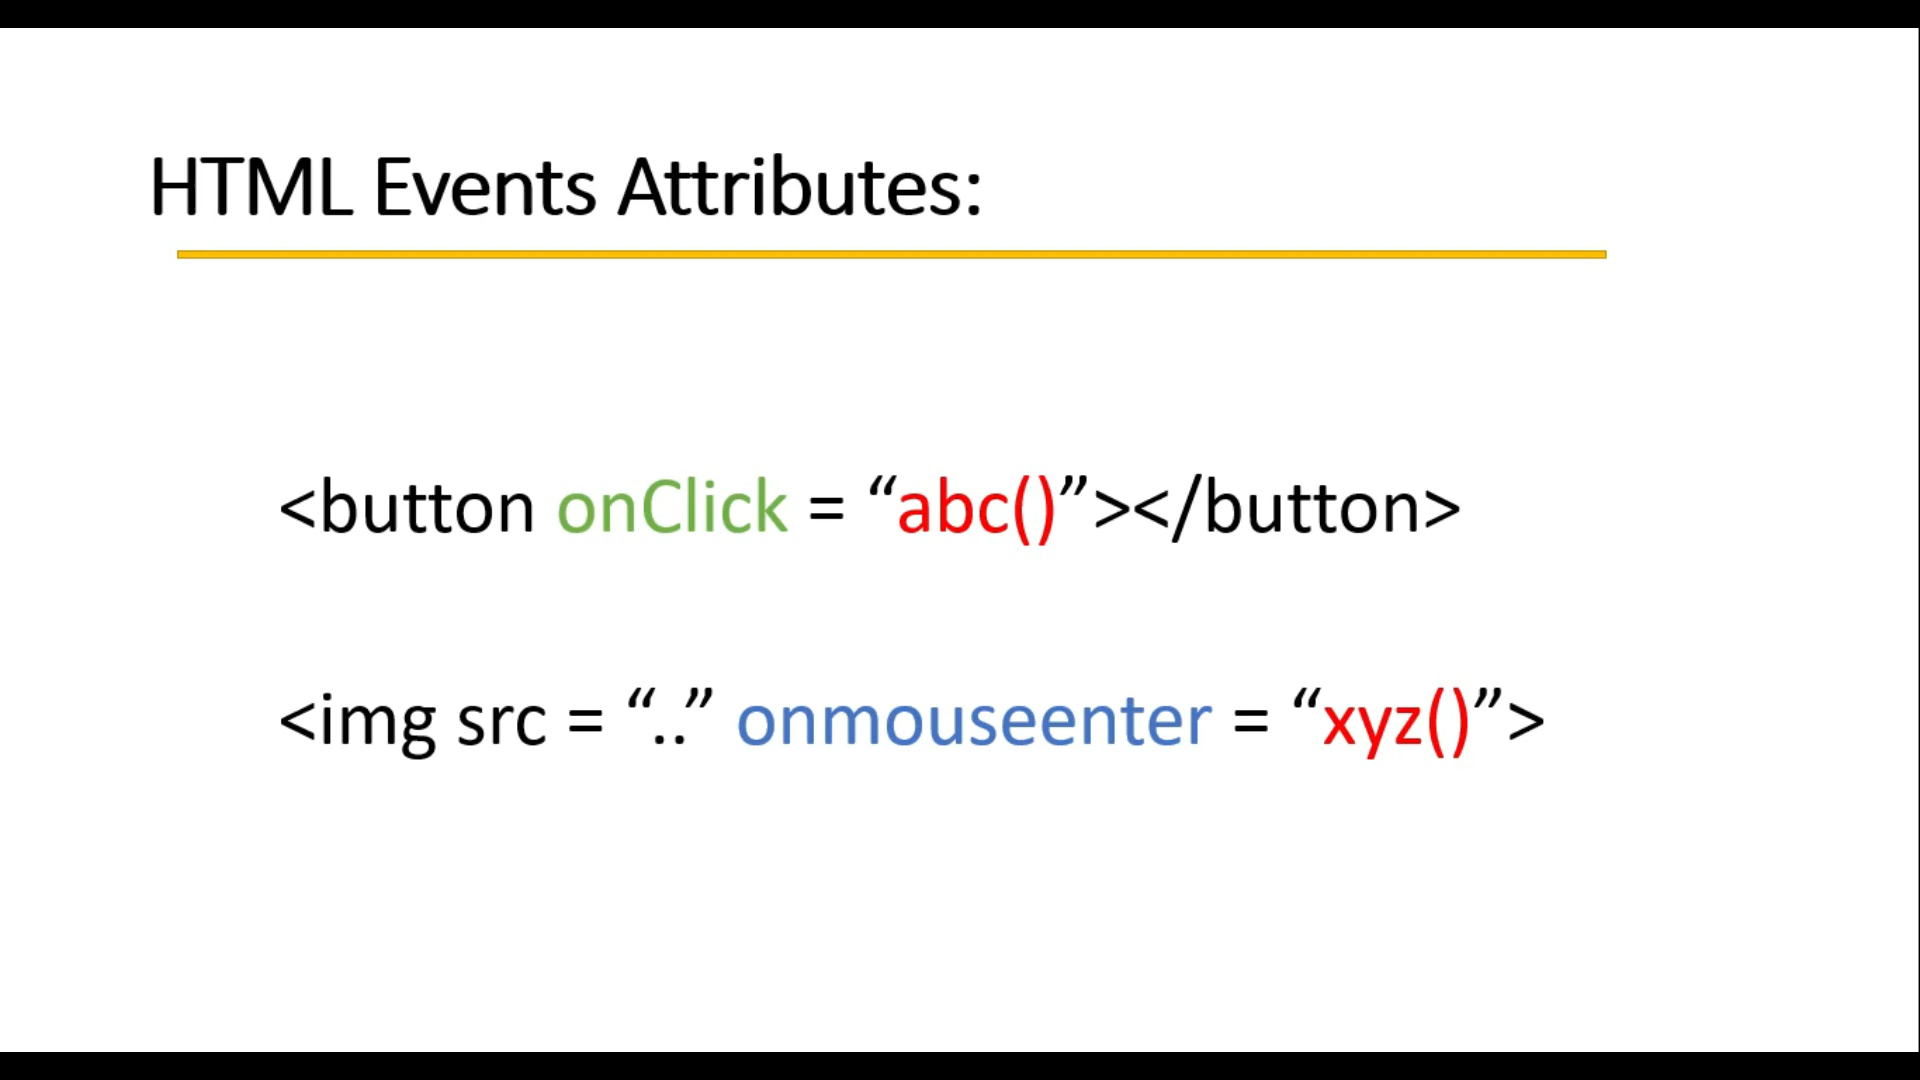 HTML Events Attributes:
<button onClick = “abc()”></button>
<img src = “..” onmouseenter = “xyz()”>